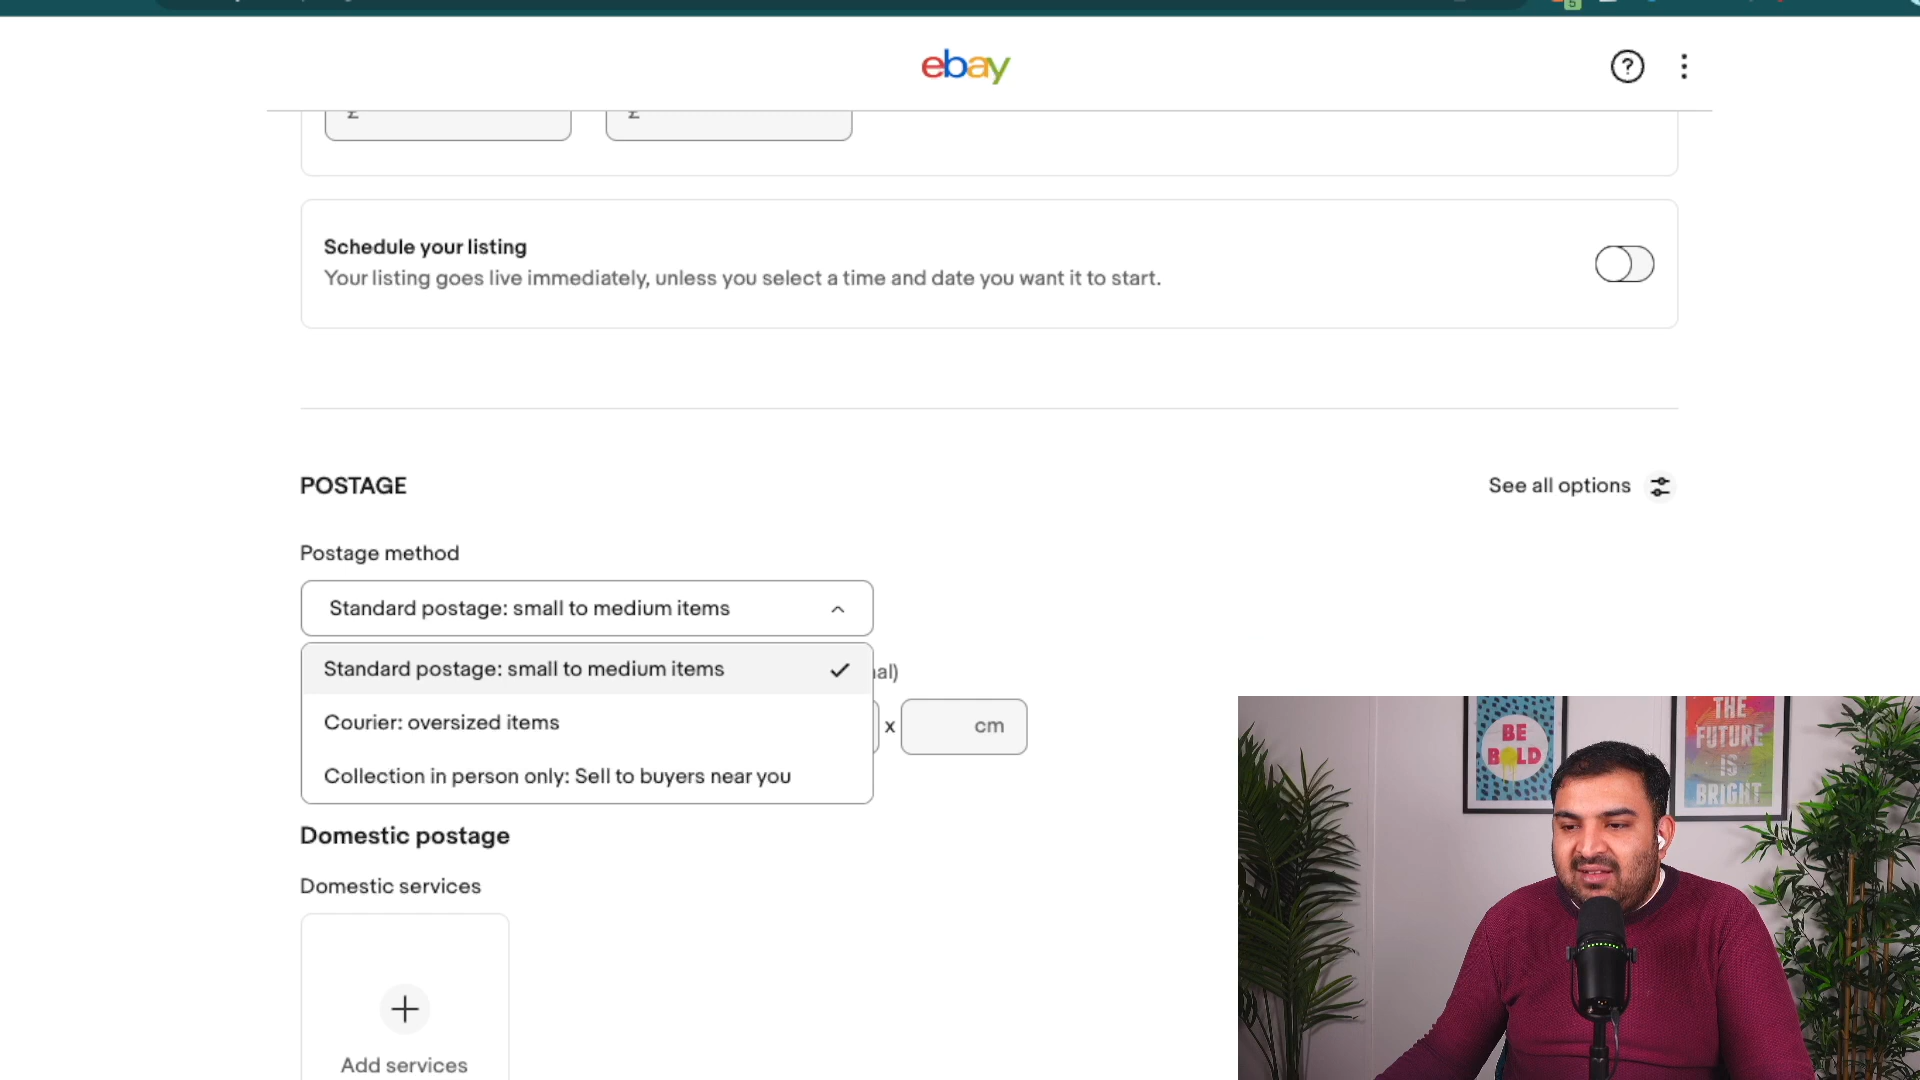 5
ebay
?
£
£
Schedule your listing
Your listing goes live immediately, unless you select a time and date you want it to start.
POSTAGE
See all options
Postage method
Standard postage: small to medium items
Standard postage: small to medium items
Courier: oversized items
Collection in person only: Sell to buyers near you
nal)
x
cm
Domestic postage
Domestic services
Add services
BE
BOLD
THE
FUTURE
IS
BRIGHT